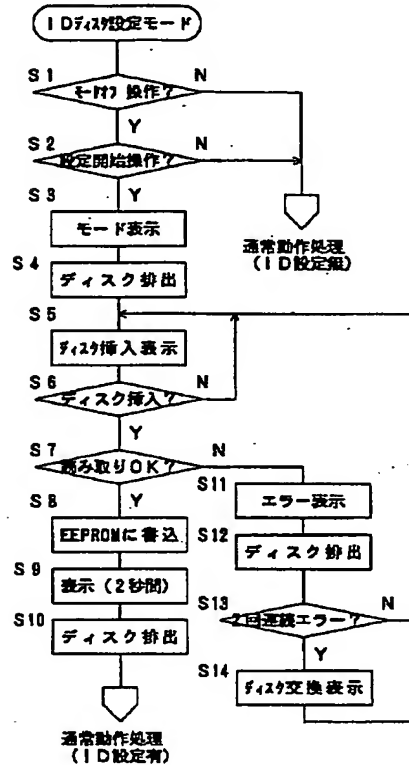 IDディスク設定モード
S1
モードオフ 操作?
N
Y
S2
設定開始操作?
N
Y
S3
モード表示
通常動作処理
(ID設定無)
S4
ディスク排出
S5
ディスク挿入表示
S6
ディスク挿入?
N
Y
S7
読み取りOK?
N
Y
S8
EEPROMに書込
S9
表示(2秒間)
S10
ディスク排出
通常動作処理
(ID設定有)
S11
エラー表示
S12
ディスク排出
S13
2回連続エラー?
N
Y
S14
ディスク交換表示